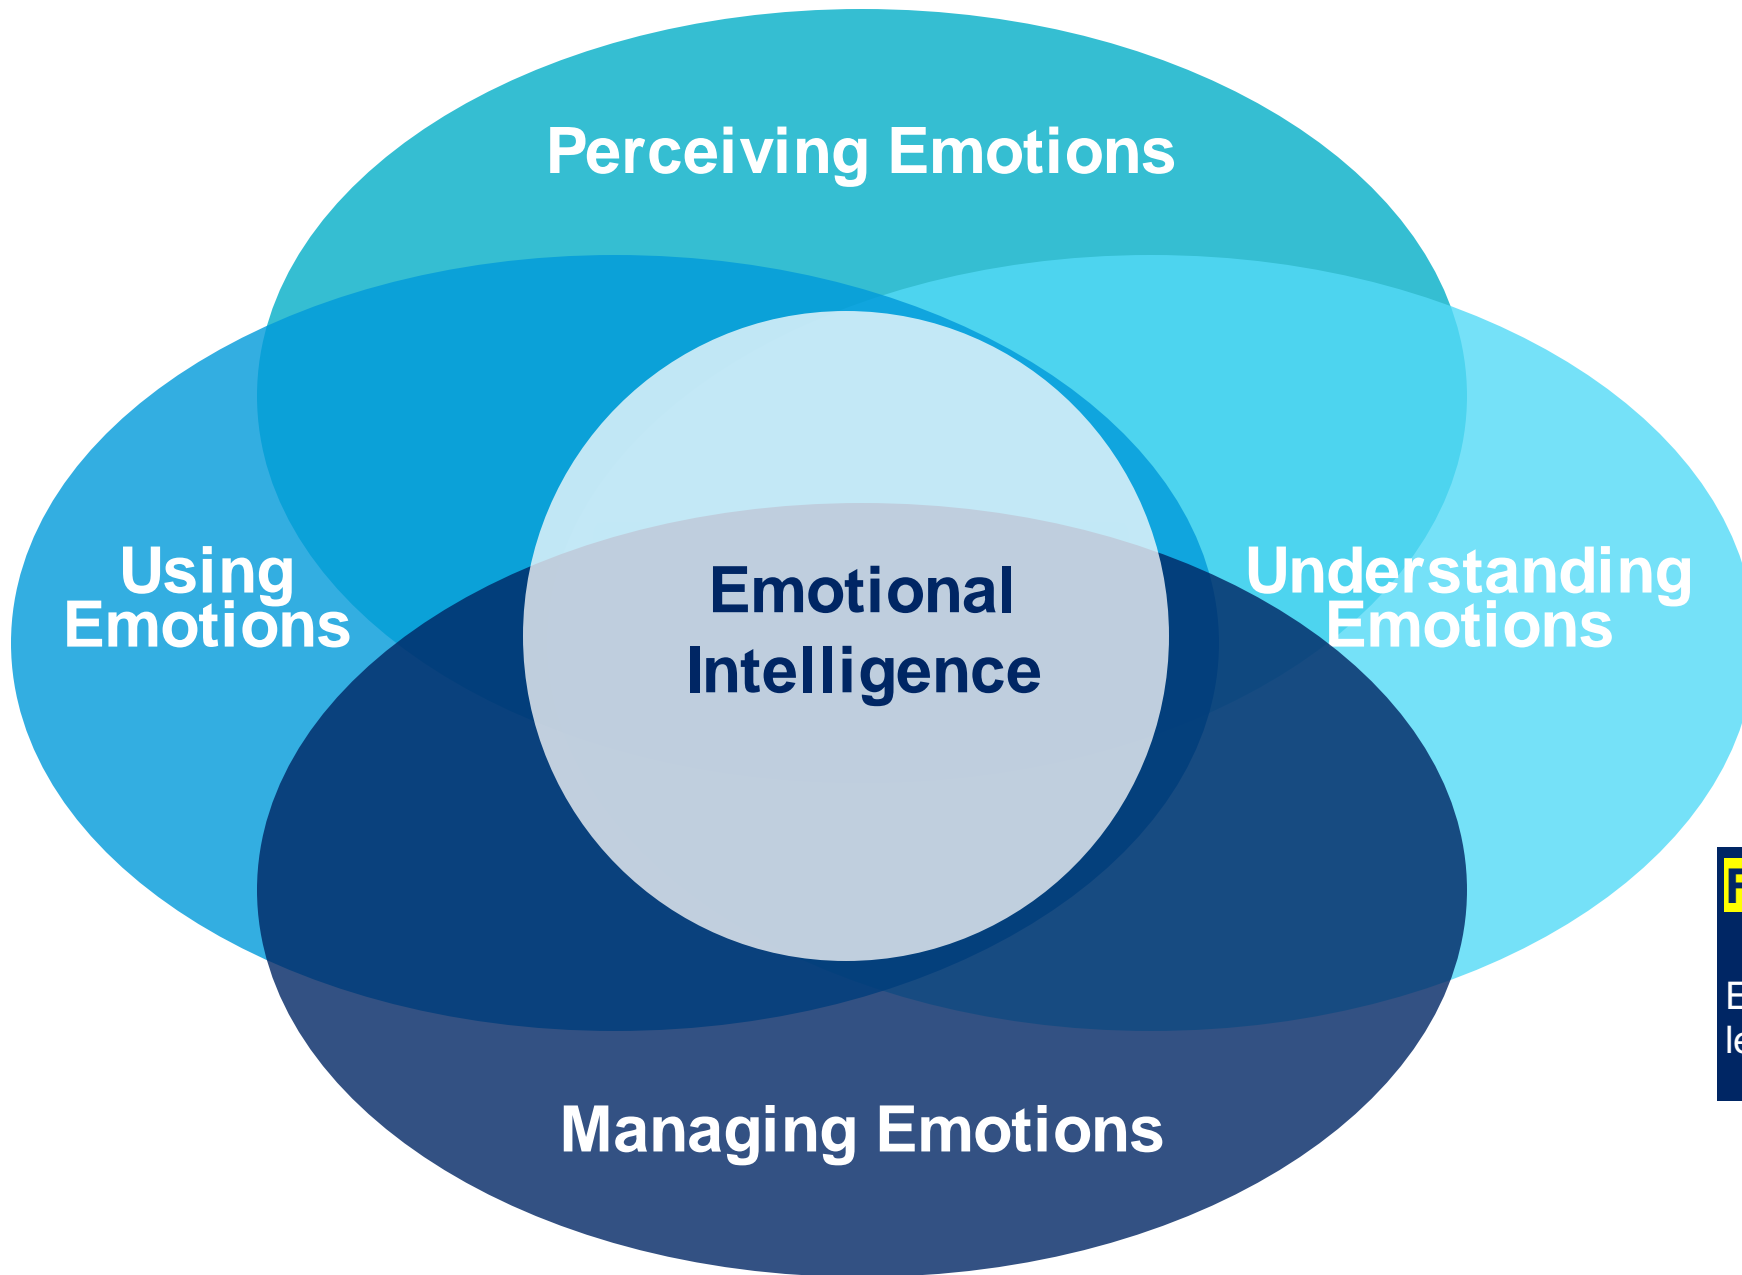 Perceiving Emotions
Using
Emotions
Emotional
Intelligence
Understanding
Emotions
Managing Emotions